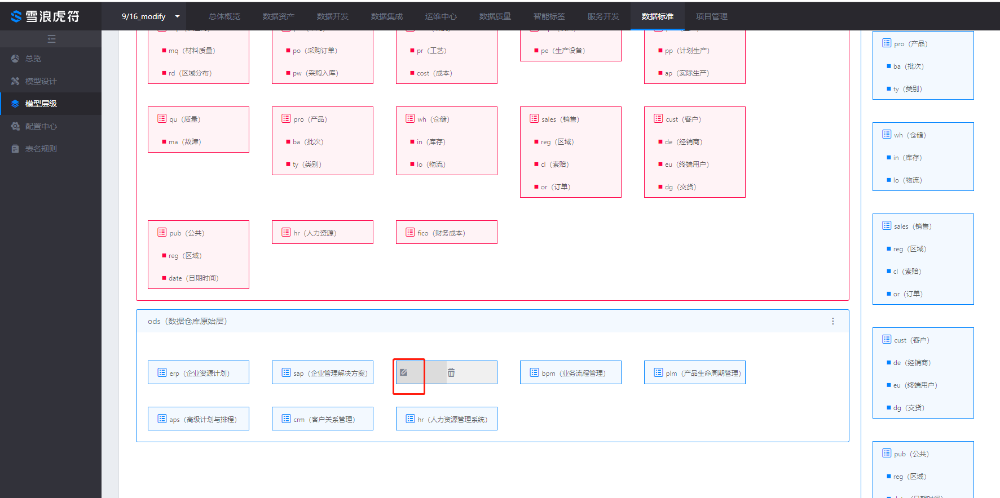 雪浪虎符
9/16_modify
总体概览
数据资产
数据开发
数据集成
运维中心
数据质量
智能标签
服务开发
数据标准
项目管理
总览
模型设计
模型层级
配置中心
表名规则
mq（材料质量）
rd（区域分布）
po（采购订单）
pw（采购入库）
pr（工艺）
cost（成本）
pe（生产设备）
pp（计划生产）
ap（实际生产）
qu（质量）
ma（故障）
pro（产品）
ba（批次）
ty（类别）
wh（仓储）
in（库存）
lo（物流）
sales（销售）
reg（区域）
cl（索赔）
or（订单）
cust（客户）
de（经销商）
eu（终端用户）
dg（交货）
pub（公共）
reg（区域）
date（日期时间）
hr（人力资源）
fico（财务成本）
ods（数据仓库原始层）
erp（企业资源计划）
sap（企业管理解决方案）
bpm（业务流程管理）
plm（产品生命周期管理）
aps（高级计划与排程）
crm（客户关系管理）
hr（人力资源管理系统）
pro（产品）
ba（批次）
ty（类别）
wh（仓储）
in（库存）
lo（物流）
sales（销售）
reg（区域）
cl（索赔）
or（订单）
cust（客户）
de（经销商）
eu（终端用户）
dg（交货）
pub（公共）
reg（区域）